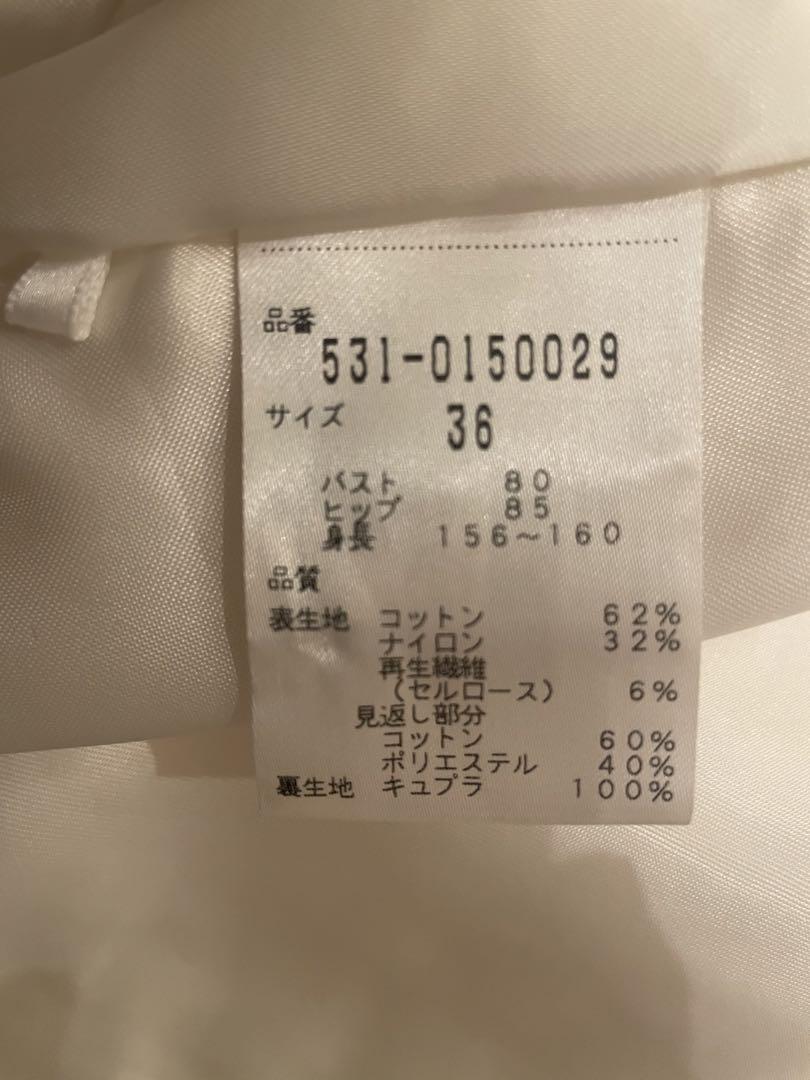 品番
531-0150029
サイズ 36
バスト 80
ヒップ 85
身長 156~160
品質
表生地 コットン 62%
ナイロン 32%
再生繊維
(セルロース) 6%
見返し部分
コットン 60%
ポリエステル 40%
裏生地 キュプラ 100%